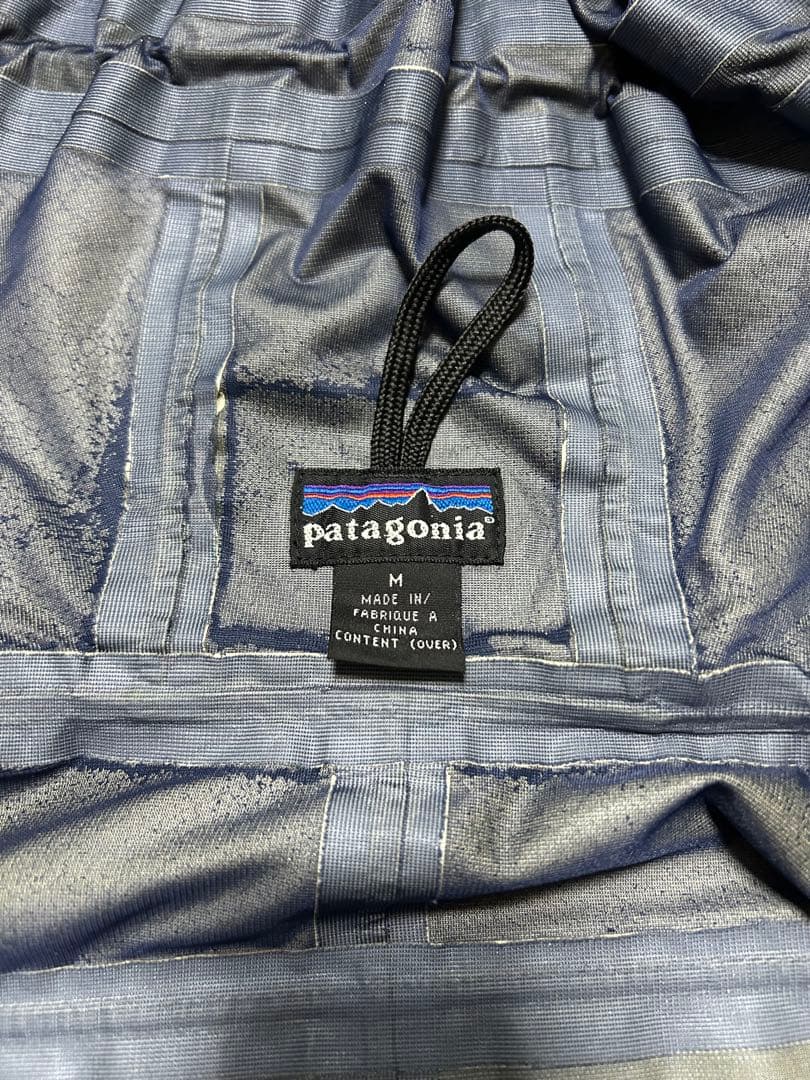 patagonia®
M
MADE IN/
FABRIQUE A
CHINA
CONTENT (OVER)